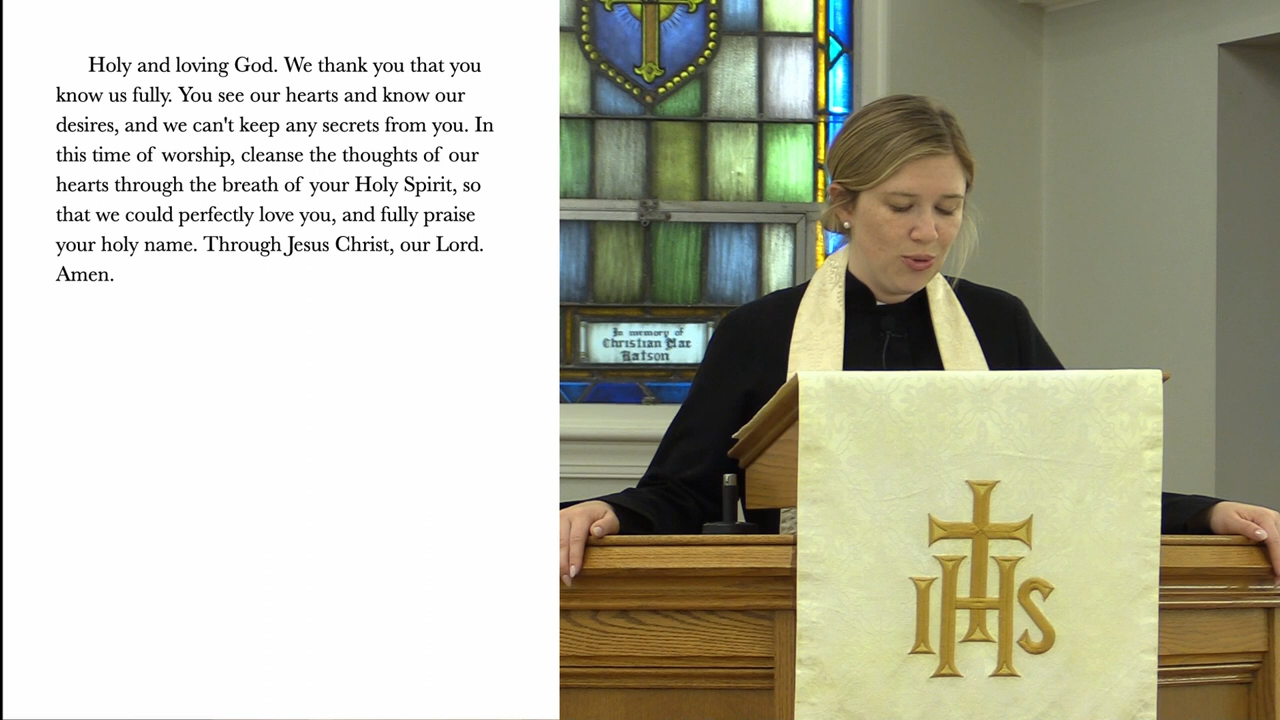 Holy and loving God. We thank you that you
know us fully. You see our hearts and know our
desires, and we can't keep any secrets from you. In
this time of worship, cleanse the thoughts of our
hearts through the breath of your Holy Spirit, so
that we could perfectly love you, and fully praise
your holy name. Through Jesus Christ, our Lord.
Amen.
In memory of
Christian Mae
Watson
IHS